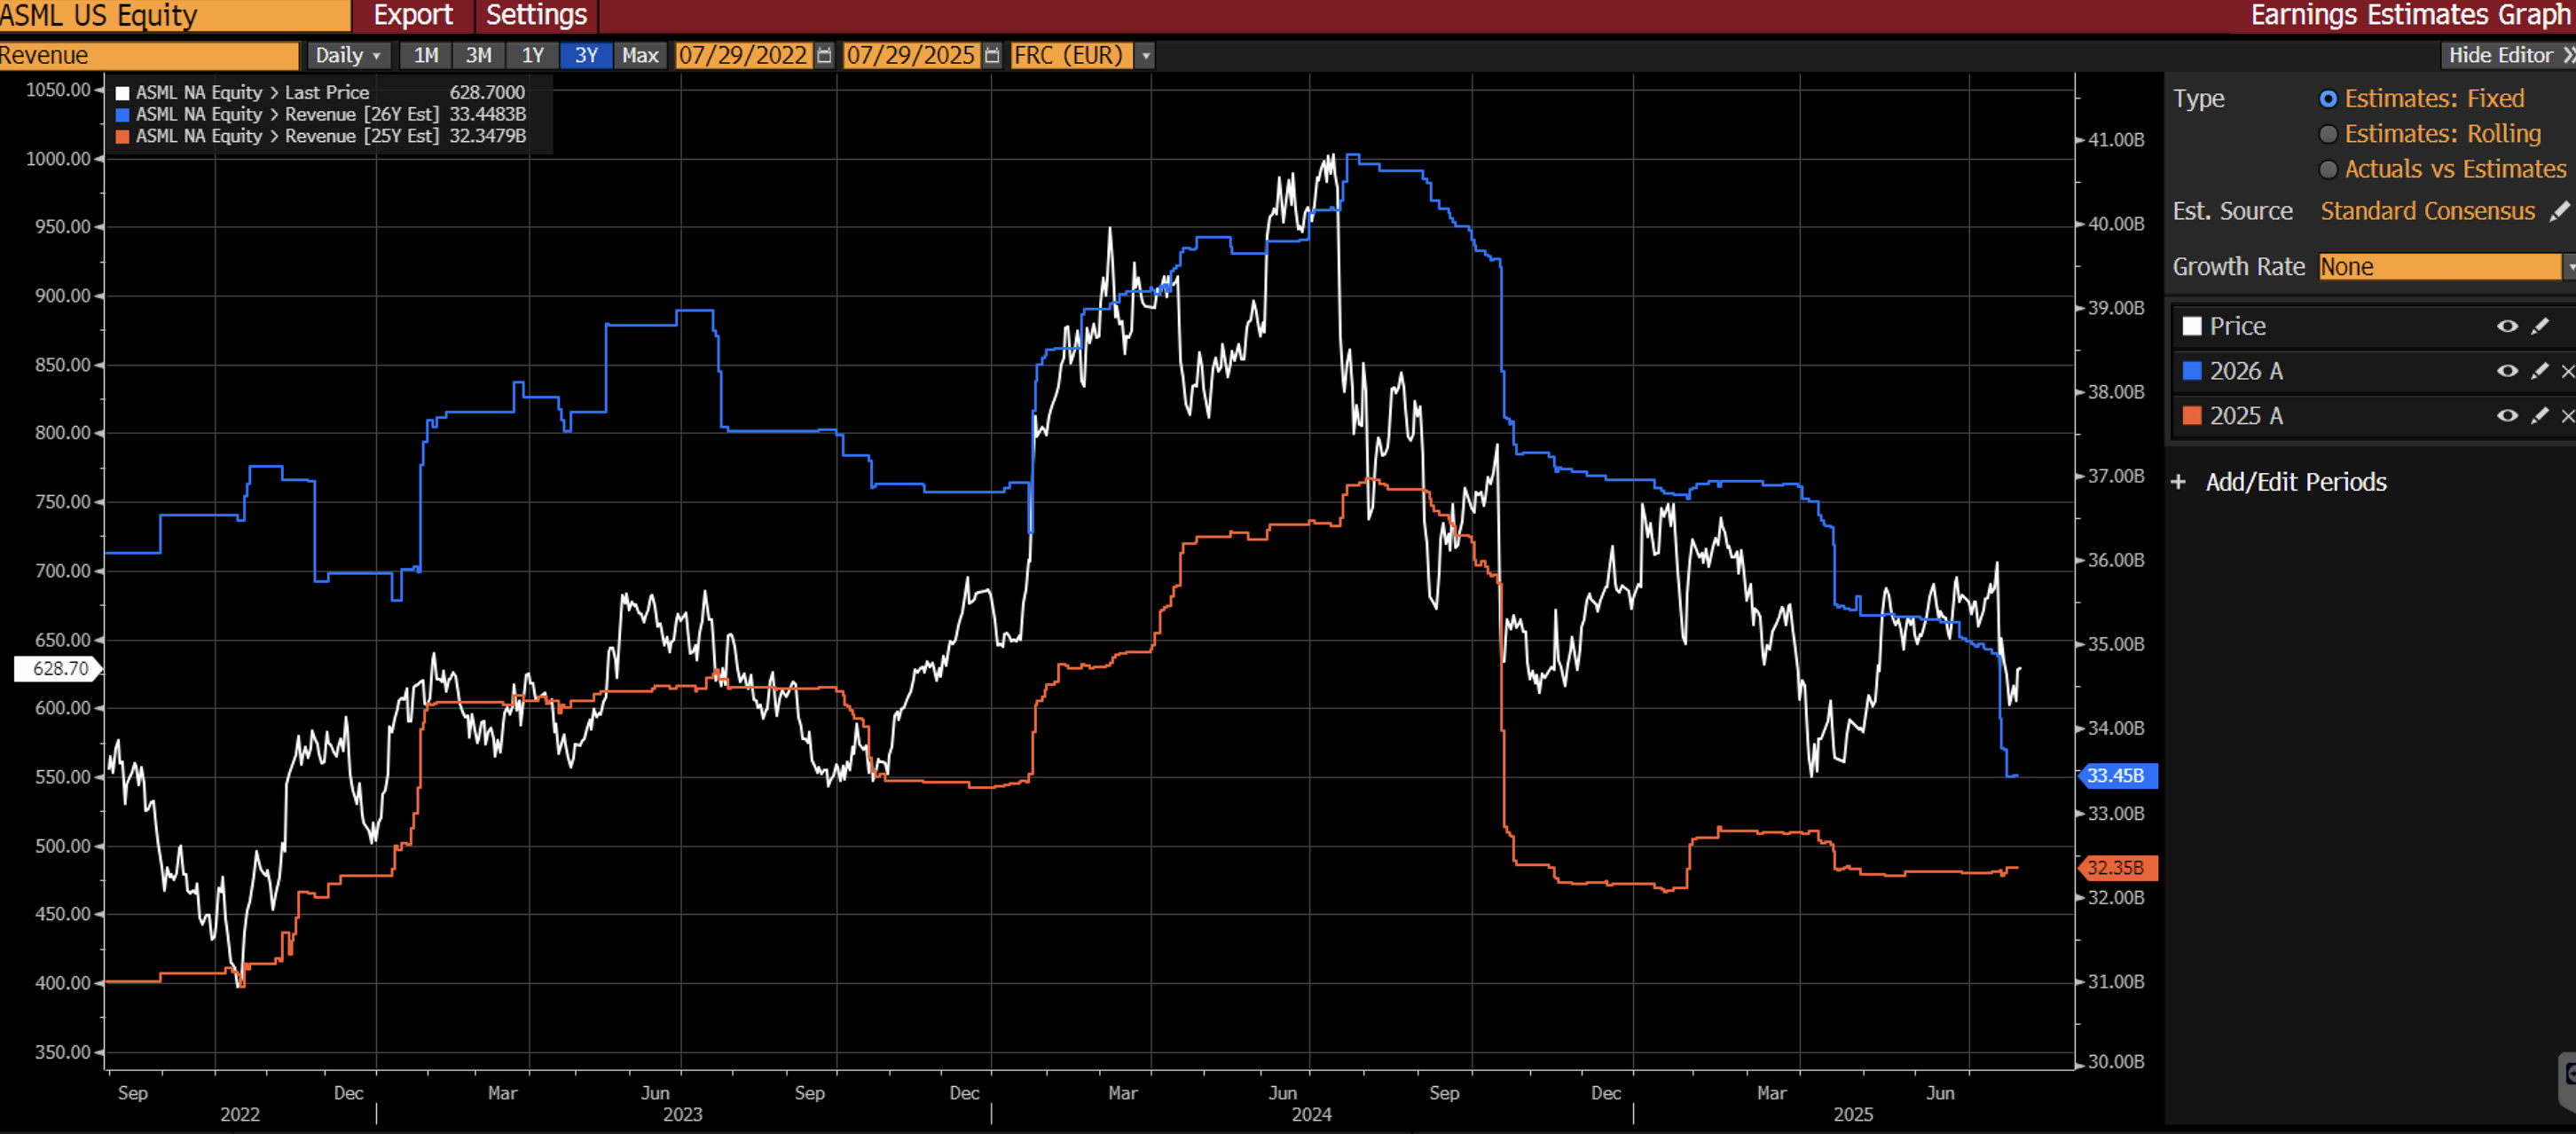 ASML US Equity Export Settings Earnings Estimates Graph
Revenue Daily 1M 3M 1Y 3Y Max 07/29/2022 07/29/2025 FRC (EUR) Hide Editor
ASML NA Equity > Last Price 628.7000
ASML NA Equity > Revenue [26Y Est] 33.4483B
ASML NA Equity > Revenue [25Y Est] 32.3479B
1050.00
1000.00
950.00
900.00
850.00
800.00
750.00
700.00
650.00
628.70
600.00
550.00
500.00
450.00
400.00
350.00
41.00B
40.00B
39.00B
38.00B
37.00B
36.00B
35.00B
34.00B
33.45B
33.00B
32.35B
32.00B
31.00B
30.00B
Sep Dec Mar Jun Sep Dec Mar Jun Sep Dec Mar Jun
2022 2023 2024 2025
Type Estimates: Fixed
Estimates: Rolling
Actuals vs Estimates
Est. Source Standard Consensus
Growth Rate None
Price
2026 A
2025 A
+ Add/Edit Periods